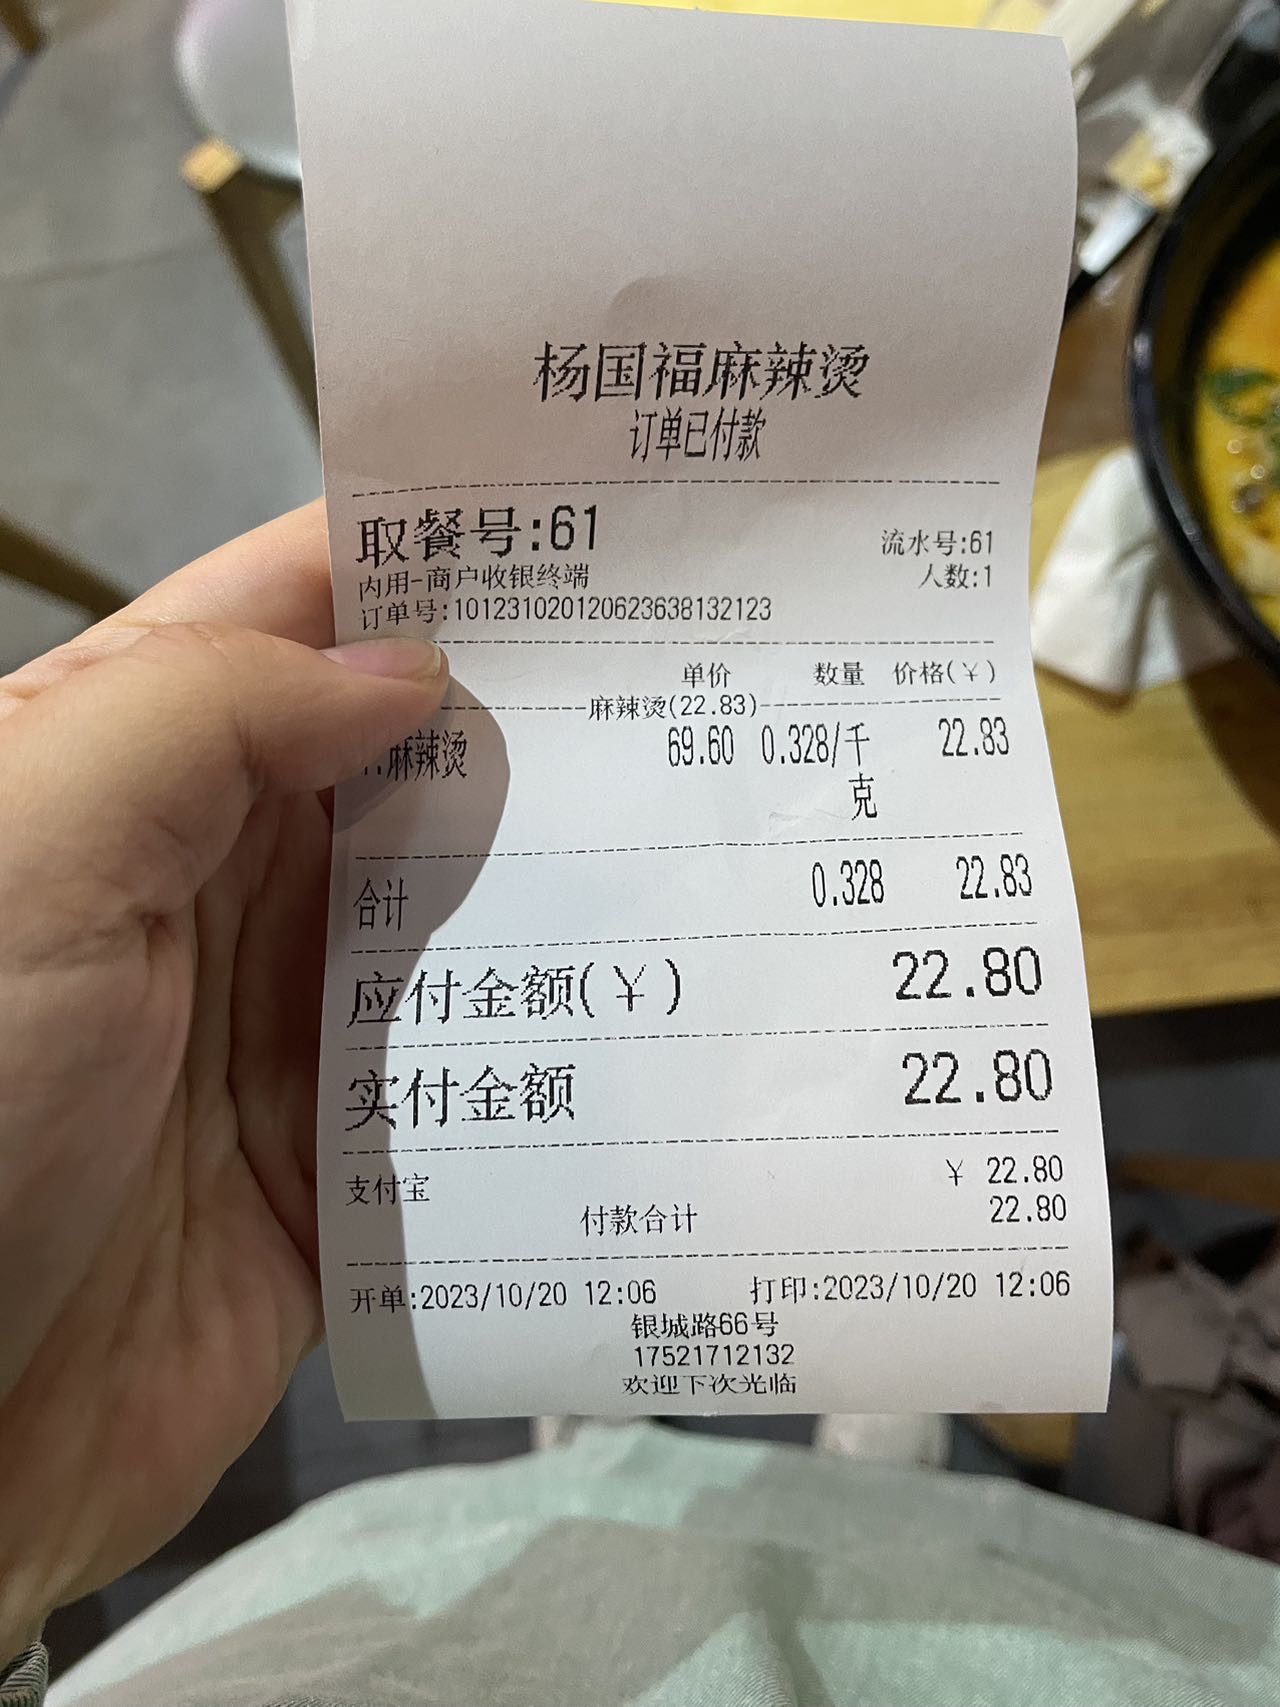 杨国福麻辣烫
订单已付款
取餐号:61
流水号:61
内用-商户收银终端
人数:1
订单号:101231020120623638132123
单价 数量 价格(¥)
麻辣烫(22.83)
麻辣烫 69.60 0.328/千克 22.83
合计 0.328 22.83
应付金额(¥) 22.80
实付金额 22.80
支付宝 ¥ 22.80
付款合计 22.80
开单:2023/10/20 12:06 打印:2023/10/20 12:06
银城路66号
17521712132
欢迎下次光临